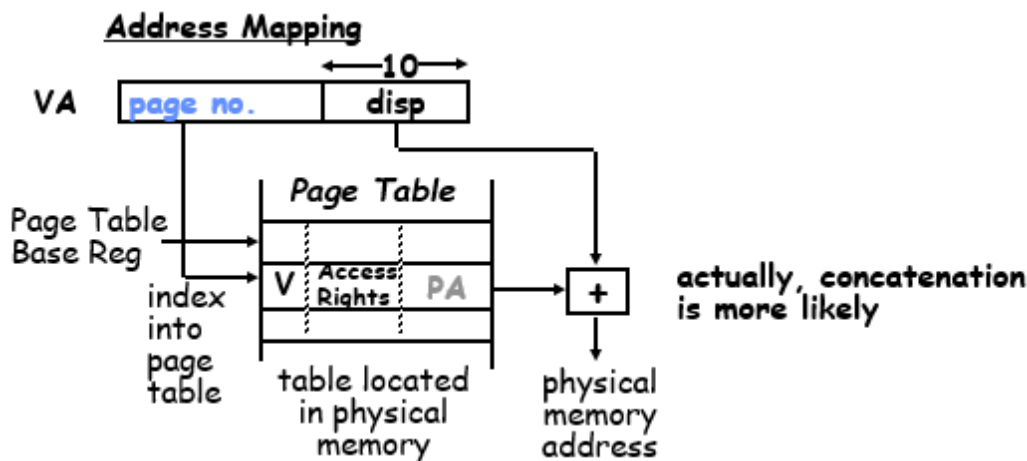 Address Mapping
10
VA
page no.
disp
Page Table
Page Table
Base Reg
V
Access
Rights
PA
+
actually, concatenation
is more likely
index
into
page
table
table located
in physical
memory
physical
memory
address